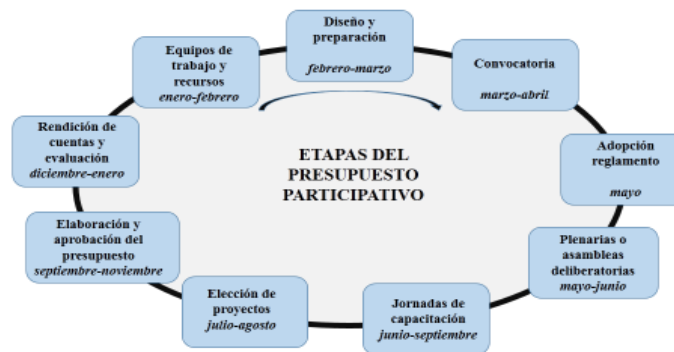 Diseño y
preparación
febrero-marzo
Equipos de
trabajo y
recursos
enero-febrero
Convocatoria
marzo-abril
Rendición de
cuentas y
evaluación
diciembre-enero
ETAPAS DEL
PRESUPUESTO
PARTICIPATIVO
Adopción
reglamento
mayo
Elaboración y
aprobación del
presupuesto
septiembre-noviembre
Plenarias o
asambleas
deliberatorias
mayo-junio
Elección de
proyectos
julio-agosto
Jornadas de
capacitación
junio-septiembre